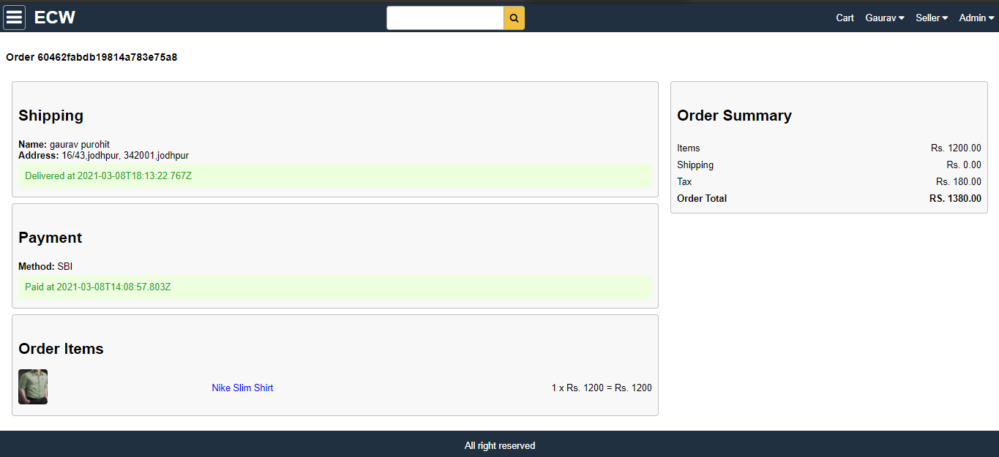 ECW
Cart Gaurav Seller Admin
Order 60462fabdb19814a783e75a8
Shipping
Name: gaurav purohit
Address: 16/43,jodhpur, 342001,jodhpur
Delivered at 2021-03-08T18:13:22.767Z
Payment
Method: SBI
Paid at 2021-03-08T14:08:57.803Z
Order Items
Nike Slim Shirt 1 x Rs. 1200 = Rs. 1200
Order Summary
Items Rs. 1200.00
Shipping Rs. 0.00
Tax Rs. 180.00
Order Total RS. 1380.00
All right reserved